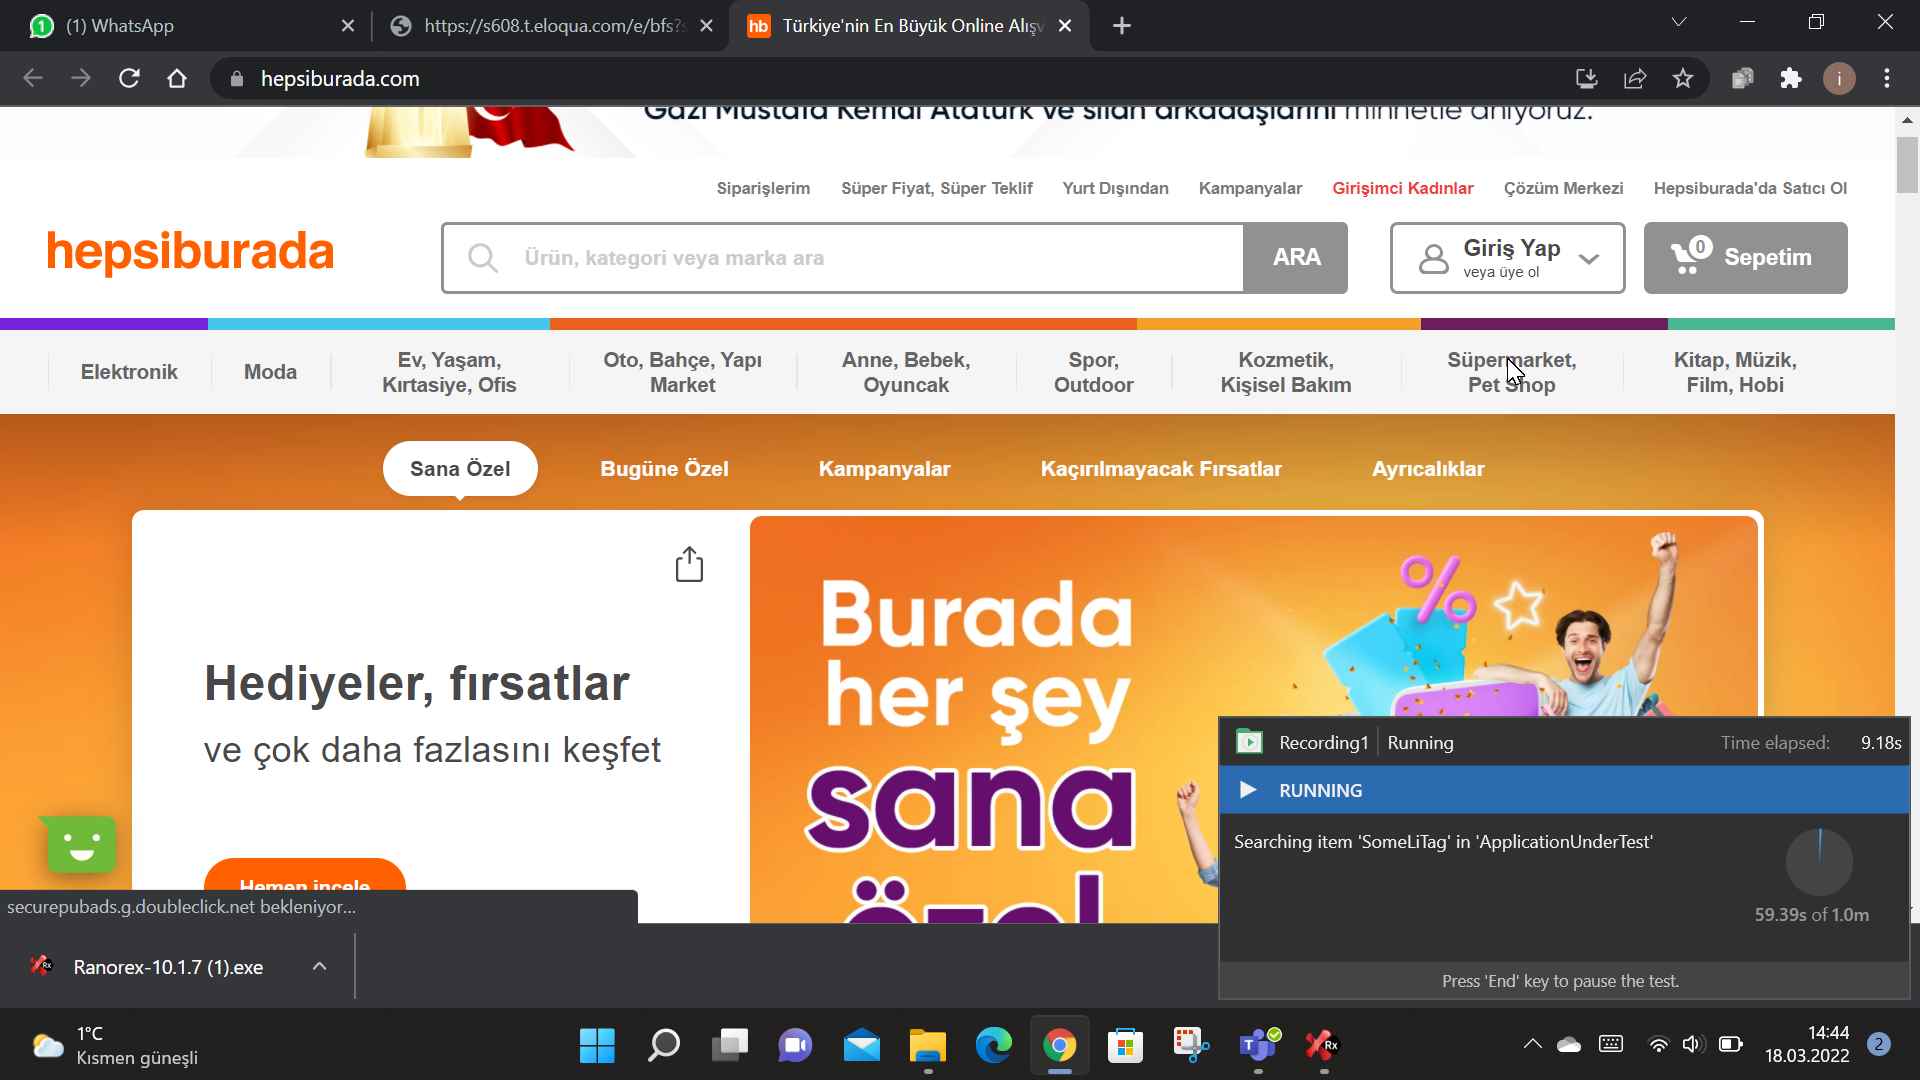 (1) WhatsApp
https://s608.t.eloqua.com/e/bfs?s
hb Türkiye'nin En Büyük Online Alışv
hepsiburada.com
i
Gazi Mustafa Kemal Atatürk ve silah arkadaşlarını minnetle anıyoruz.
Siparişlerim Süper Fiyat, Süper Teklif Yurt Dışından Kampanyalar Girişimci Kadınlar Çözüm Merkezi Hepsiburada'da Satıcı Ol
hepsiburada
Ürün, kategori veya marka ara
ARA
Giriş Yap
veya üye ol
0
Sepetim
Elektronik
Moda
Ev, Yaşam,
Kırtasiye, Ofis
Oto, Bahçe, Yapı
Market
Anne, Bebek,
Oyuncak
Spor,
Outdoor
Kozmetik,
Kişisel Bakım
Süpermarket,
Pet Shop
Kitap, Müzik,
Film, Hobi
Sana Özel Bugüne Özel Kampanyalar Kaçırılmayacak Fırsatlar Ayrıcalıklar
Hediyeler, fırsatlar
ve çok daha fazlasını keşfet
Hemen incele
Burada
her şey
sana
özel
%
Recording1 Running
Time elapsed: 9.18s
RUNNING
Searching item 'SomeLiTag' in 'ApplicationUnderTest'
59.39s of 1.0m
Press 'End' key to pause the test.
securepubads.g.doubleclick.net bekleniyor...
Ranorex-10.1.7 (1).exe
1°C
Kısmen güneşli
14:44
18.03.2022
2